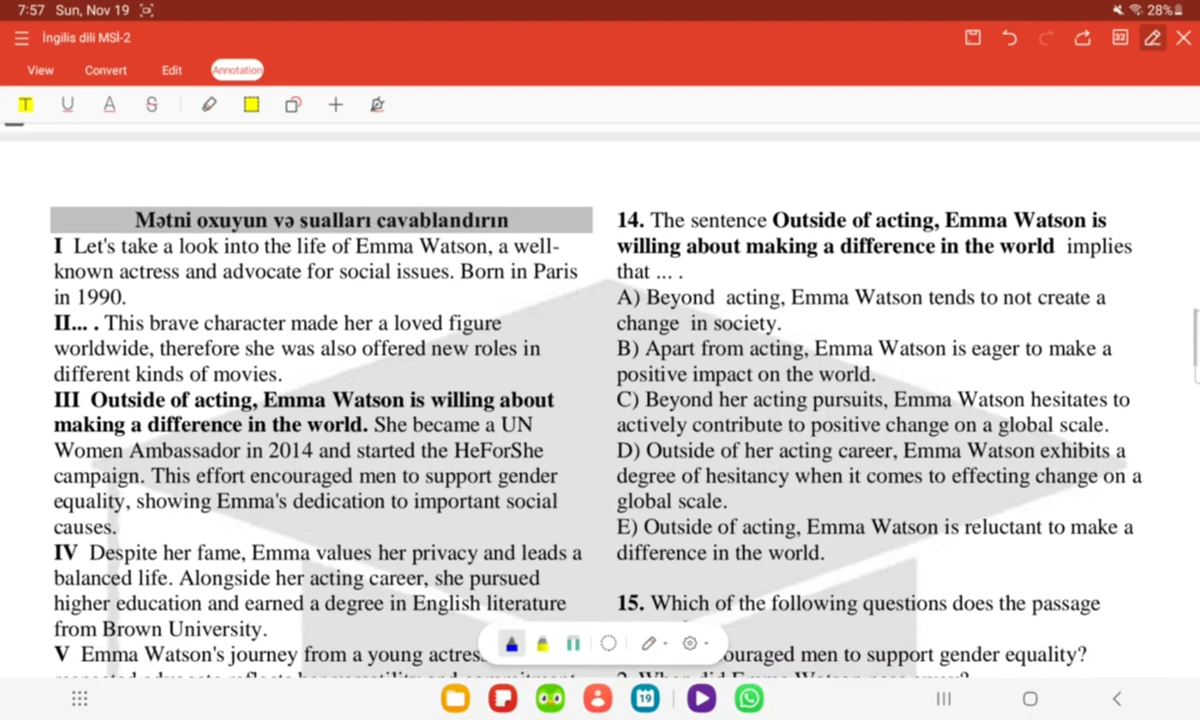 7:57 Sun, Nov 19
28%
İngilis dili MSİ-2
32
View Convert Edit Annotation
T U A S
Mətni oxuyun və sualları cavablandırın
I Let's take a look into the life of Emma Watson, a well-
known actress and advocate for social issues. Born in Paris
in 1990.
II... . This brave character made her a loved figure
worldwide, therefore she was also offered new roles in
different kinds of movies.
III Outside of acting, Emma Watson is willing about
making a difference in the world. She became a UN
Women Ambassador in 2014 and started the HeForShe
campaign. This effort encouraged men to support gender
equality, showing Emma's dedication to important social
causes.
IV Despite her fame, Emma values her privacy and leads a
balanced life. Alongside her acting career, she pursued
higher education and earned a degree in English literature
from Brown University.
V Emma Watson's journey from a young actres
14. The sentence Outside of acting, Emma Watson is
willing about making a difference in the world implies
that ... .
A) Beyond acting, Emma Watson tends to not create a
change in society.
B) Apart from acting, Emma Watson is eager to make a
positive impact on the world.
C) Beyond her acting pursuits, Emma Watson hesitates to
actively contribute to positive change on a global scale.
D) Outside of her acting career, Emma Watson exhibits a
degree of hesitancy when it comes to effecting change on a
global scale.
E) Outside of acting, Emma Watson is reluctant to make a
difference in the world.
15. Which of the following questions does the passage
ouraged men to support gender equality?
19